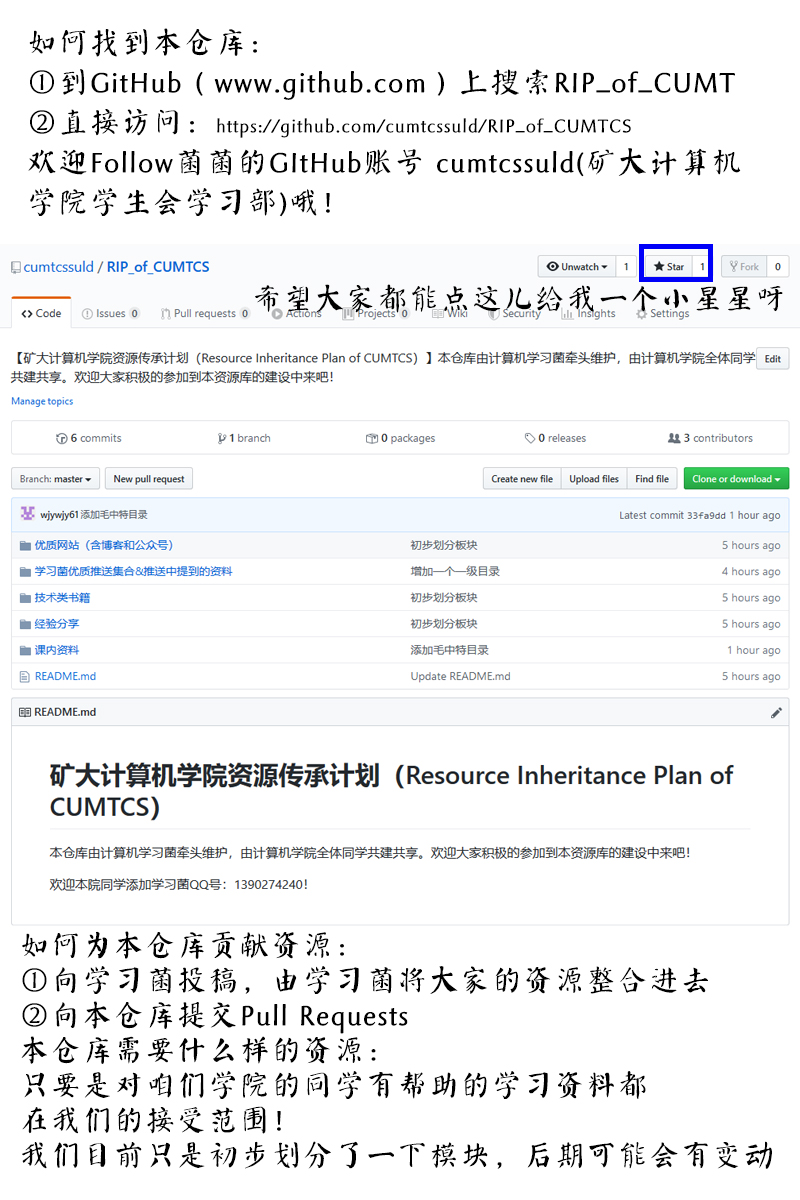 如何找到本仓库：
①到GitHub（www.github.com）上搜索RIP_of_CUMT
②直接访问：https://github.com/cumtcssuld/RIP_of_CUMTCS
欢迎Follow菌菌的GItHub账号 cumtcssuld(矿大计算机
学院学生会学习部)哦！
cumtcssuld / RIP_of_CUMTCS
Unwatch 1 Star 1 Fork 0
希望大家都能点这儿给我一个小星星呀
Code Issues 0 Pull requests 0 Actions Projects 0 Wiki Security Insights Settings
【矿大计算机学院资源传承计划（Resource Inheritance Plan of CUMTCS）】本仓库由计算机学习菌牵头维护，由计算机学院全体同学 Edit
共建共享。欢迎大家积极的参加到本资源库的建设中来吧！
Manage topics
6 commits 1 branch 0 packages 0 releases 3 contributors
Branch: master New pull request Create new file Upload files Find file Clone or download
wjywjy61 添加毛中特目录 Latest commit 33fa9dd 1 hour ago
优质网站（含博客和公众号） 初步划分板块 5 hours ago
学习菌优质推送集合&推送中提到的资料 增加一个一级目录 4 hours ago
技术类书籍 初步划分板块 5 hours ago
经验分享 初步划分板块 5 hours ago
课内资料 添加毛中特目录 1 hour ago
README.md Update README.md 5 hours ago
README.md
矿大计算机学院资源传承计划（Resource Inheritance Plan of
CUMTCS）
本仓库由计算机学习菌牵头维护，由计算机学院全体同学共建共享。欢迎大家积极的参加到本资源库的建设中来吧！
欢迎本院同学添加学习菌QQ号：1390274240！
如何为本仓库贡献资源：
①向学习菌投稿，由学习菌将大家的资源整合进去
②向本仓库提交Pull Requests
本仓库需要什么样的资源：
只要是对咱们学院的同学有帮助的学习资料都
在我们的接受范围！
我们目前只是初步划分了一下模块，后期可能会有变动